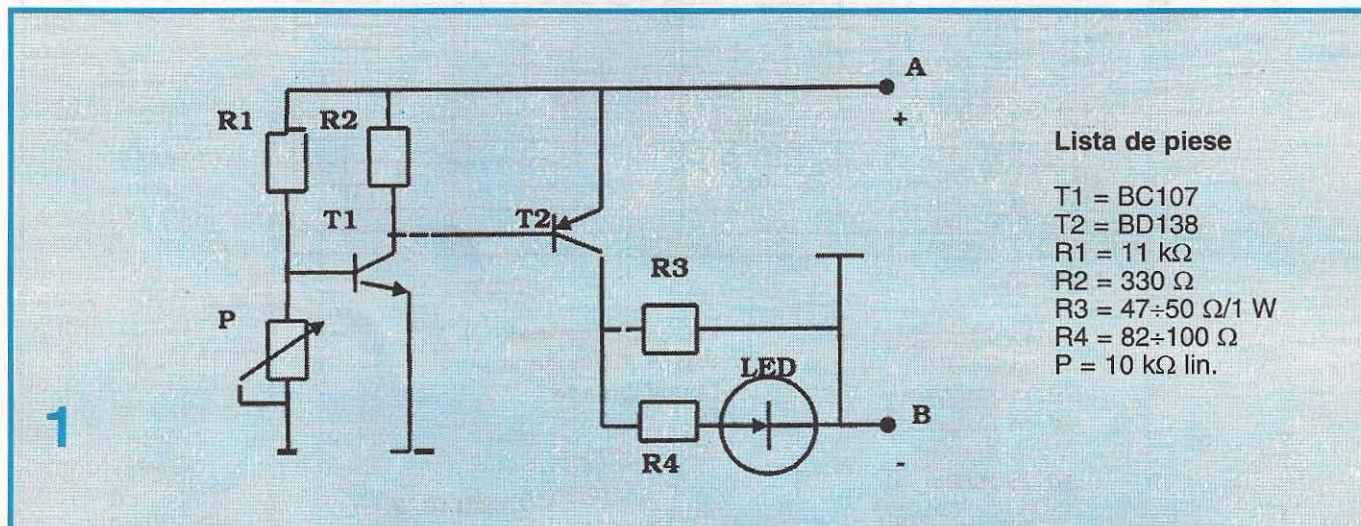 A
+
R1
R2
T1
T2
R3
P
LED
B
R4
-
1
Lista de piese
T1 = BC107
T2 = BD138
R1 = 11 kΩ
R2 = 330 Ω
R3 = 47÷50 Ω/1 W
R4 = 82÷100 Ω
P = 10 kΩ lin.